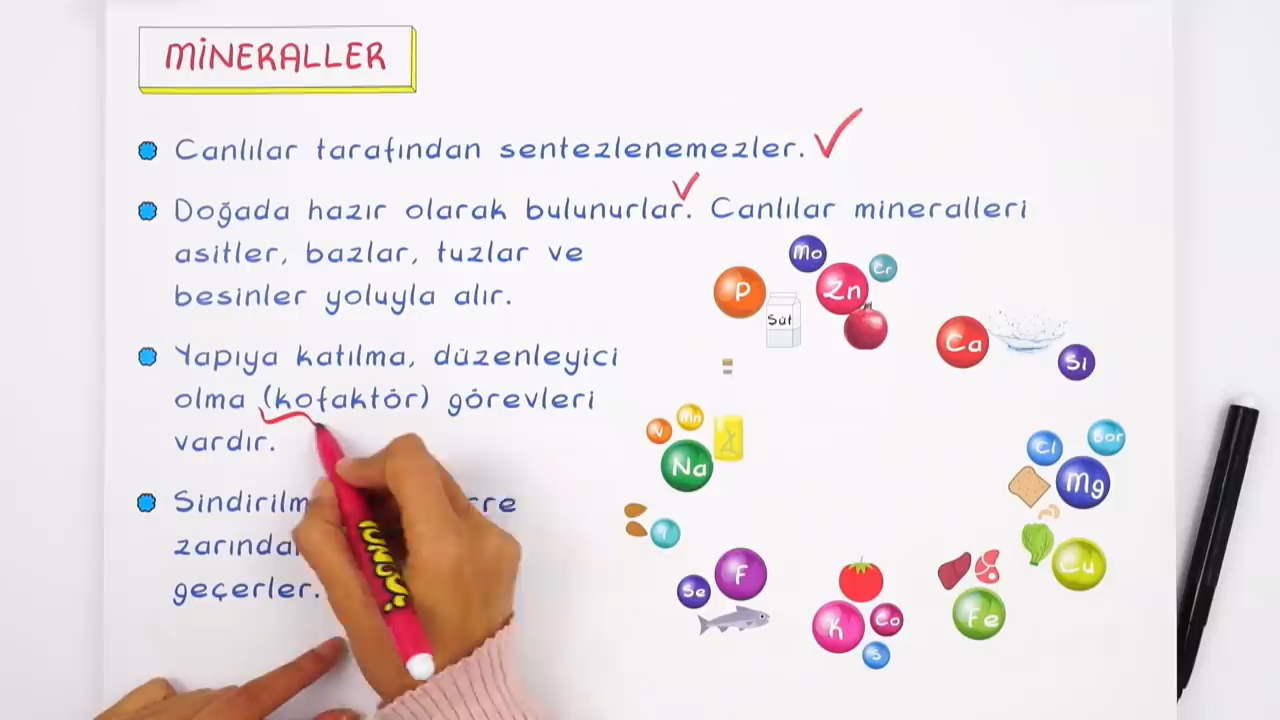 MİNERALLER
Canlılar tarafından sentezlenemezler.
Doğada hazır olarak bulunurlar. Canlılar mineralleri
asitler, bazlar, tuzlar ve
besinler yoluyla alır.
Mo
Cr
P
Zn
Süt
Ca
Si
Yapıya katılma, düzenleyici
olma (kofaktör) görevleri
vardır.
V
Mn
Na
Cl
Bor
Mg
geçerler.
I
Se
F
K
Co
S
Fe
Cu